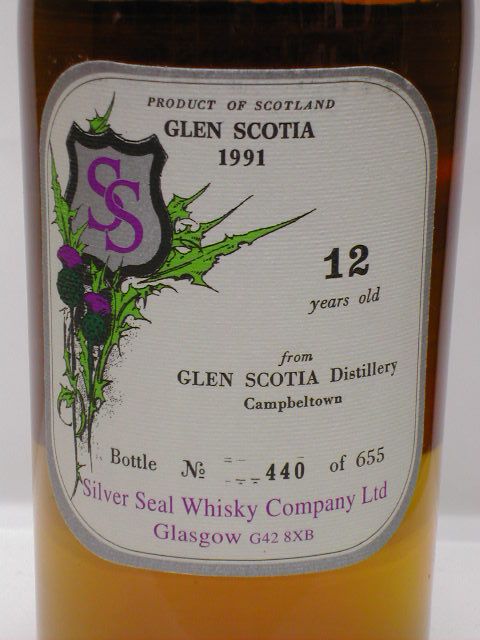 PRODUCT OF SCOTLAND
GLEN SCOTIA
1991
SS
12
years old
from
GLEN SCOTIA Distillery
Campbeltown
Bottle № 440 of 655
Silver Seal Whisky Company Ltd
Glasgow G42 8XB